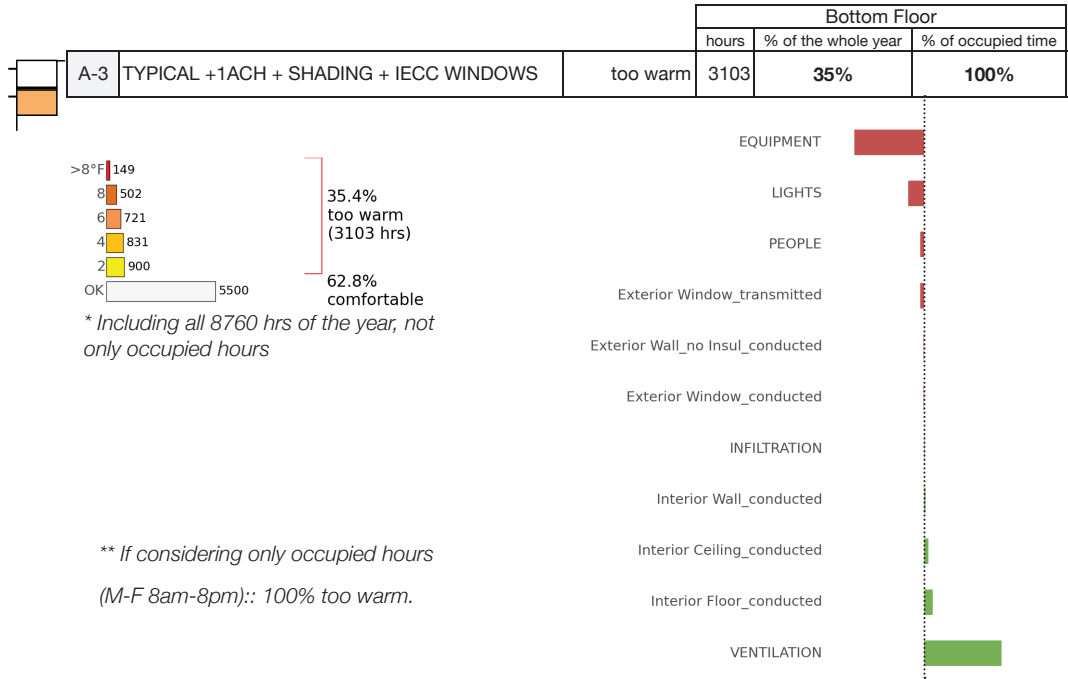 Bottom Floor
hours % of the whole year % of occupied time
A-3 TYPICAL +1ACH + SHADING + IECC WINDOWS too warm 3103 35% 100%
>8°F 149
8 502
6 721
4 831
2 900
OK 5500
35.4%
too warm
(3103 hrs)
62.8%
comfortable
* Including all 8760 hrs of the year, not
only occupied hours
** If considering only occupied hours
(M-F 8am-8pm):: 100% too warm.
EQUIPMENT
LIGHTS
PEOPLE
Exterior Window_transmitted
Exterior Wall_no Insul_conducted
Exterior Window_conducted
INFILTRATION
Interior Wall_conducted
Interior Ceiling_conducted
Interior Floor_conducted
VENTILATION